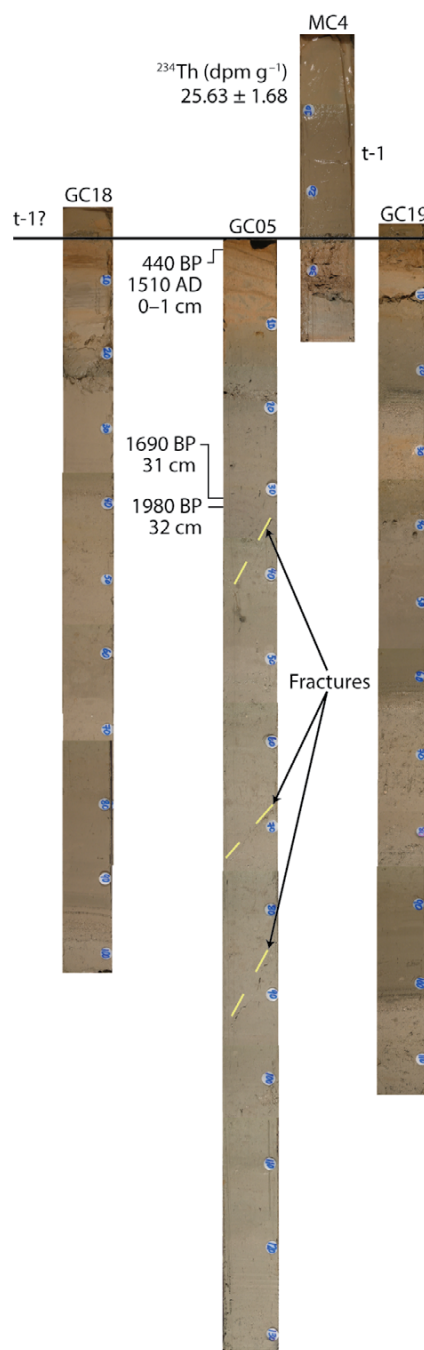 MC4
²³⁴Th (dpm g⁻¹)
25.63 ± 1.68
t-1
GC18
t-1?
GC05
GC19
440 BP
1510 AD
0–1 cm
1690 BP
31 cm
1980 BP
32 cm
Fractures